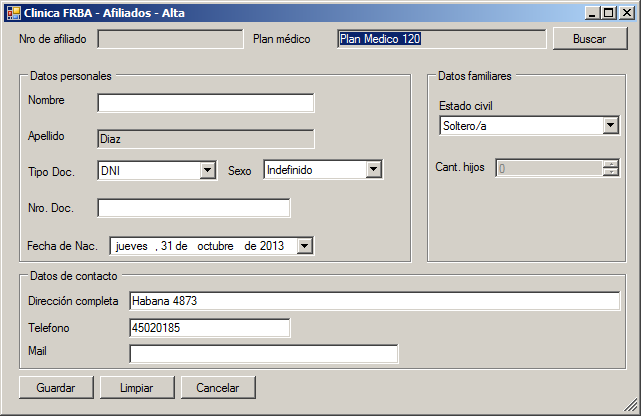 Clinica FRBA - Afiliados - Alta
Nro de afiliado Plan médico Plan Medico 120 Buscar
Datos personales
Nombre
Apellido Diaz
Tipo Doc. DNI Sexo Indefinido
Nro. Doc.
Fecha de Nac. jueves , 31 de octubre de 2013
Datos familiares
Estado civil
Soltero/a
Cant. hijos 0
Datos de contacto
Dirección completa Habana 4873
Telefono 45020185
Mail
Guardar Limpiar Cancelar